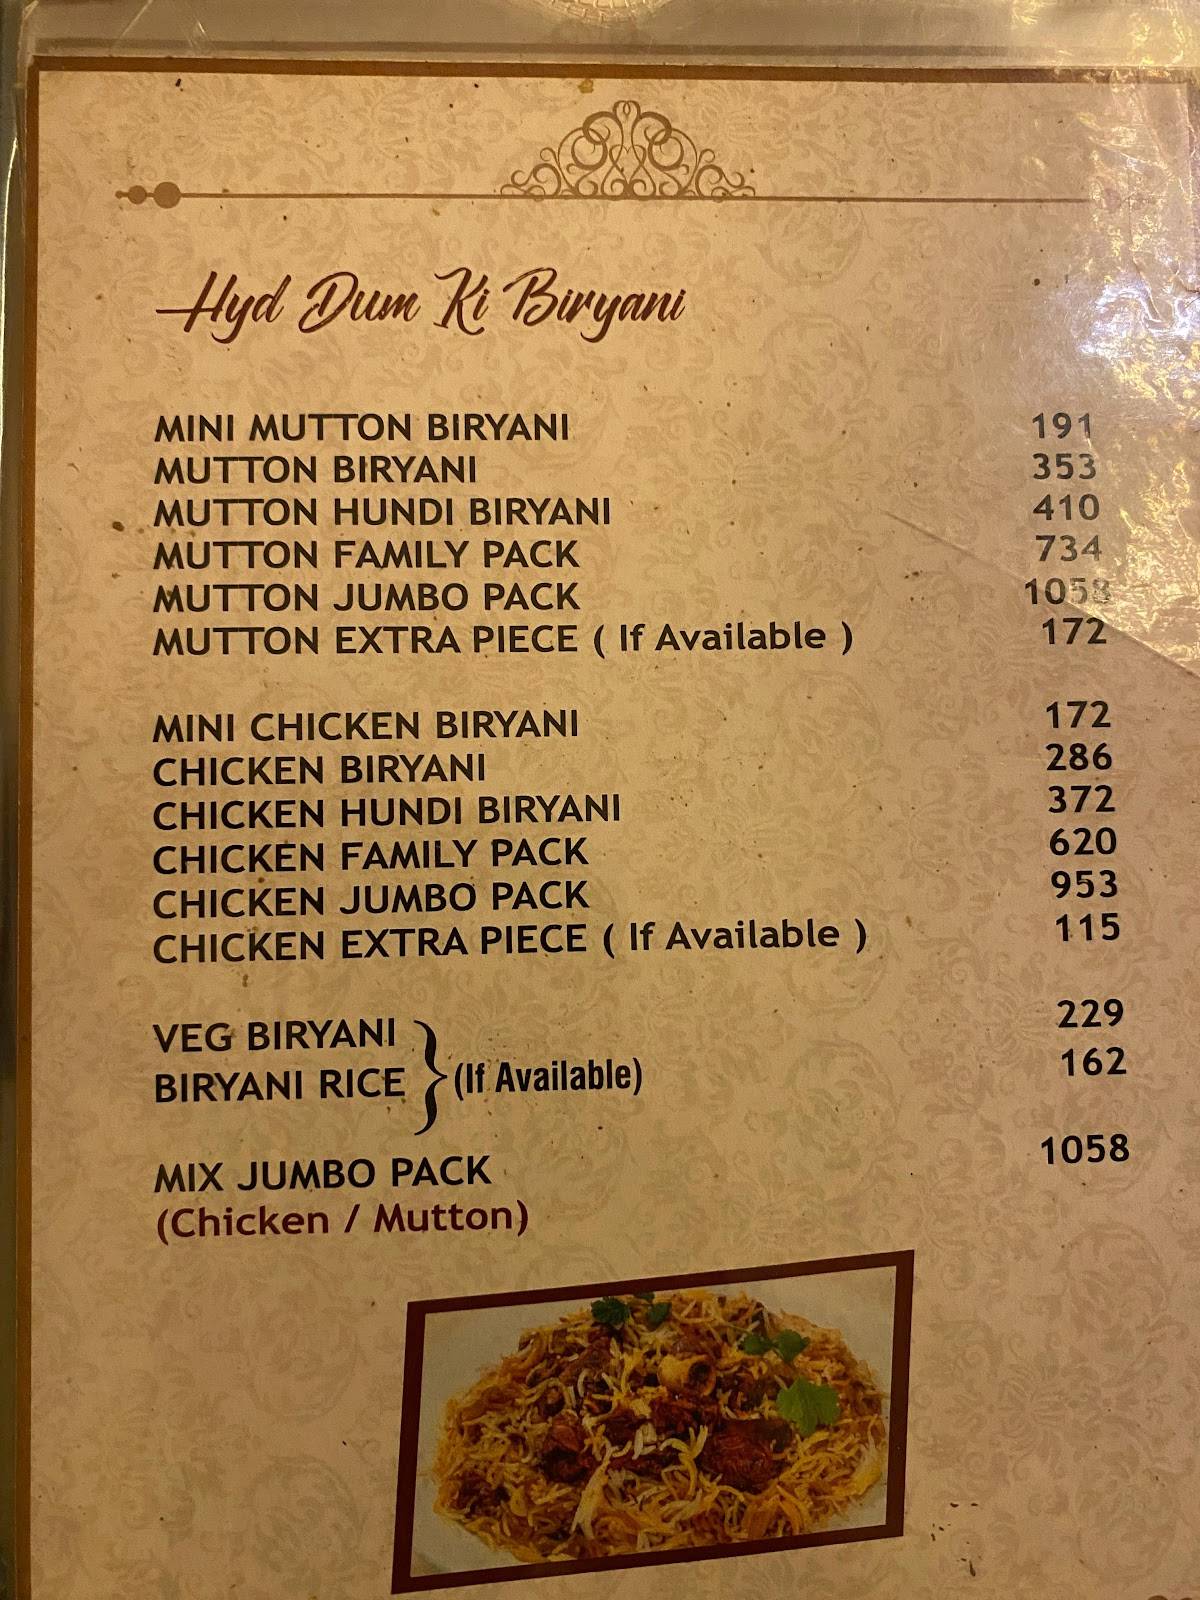 Hyd Dum Ki Biryani
MINI MUTTON BIRYANI 191
MUTTON BIRYANI 353
MUTTON HUNDI BIRYANI 410
MUTTON FAMILY PACK 734
MUTTON JUMBO PACK 1058
MUTTON EXTRA PIECE ( If Available ) 172
MINI CHICKEN BIRYANI 172
CHICKEN BIRYANI 286
CHICKEN HUNDI BIRYANI 372
CHICKEN FAMILY PACK 620
CHICKEN JUMBO PACK 953
CHICKEN EXTRA PIECE ( If Available ) 115
VEG BIRYANI 229
BIRYANI RICE } (If Available) 162
MIX JUMBO PACK 1058
(Chicken / Mutton)